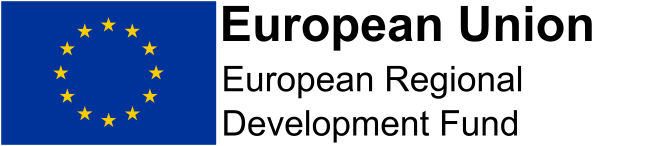 European Union
European Regional
Development Fund